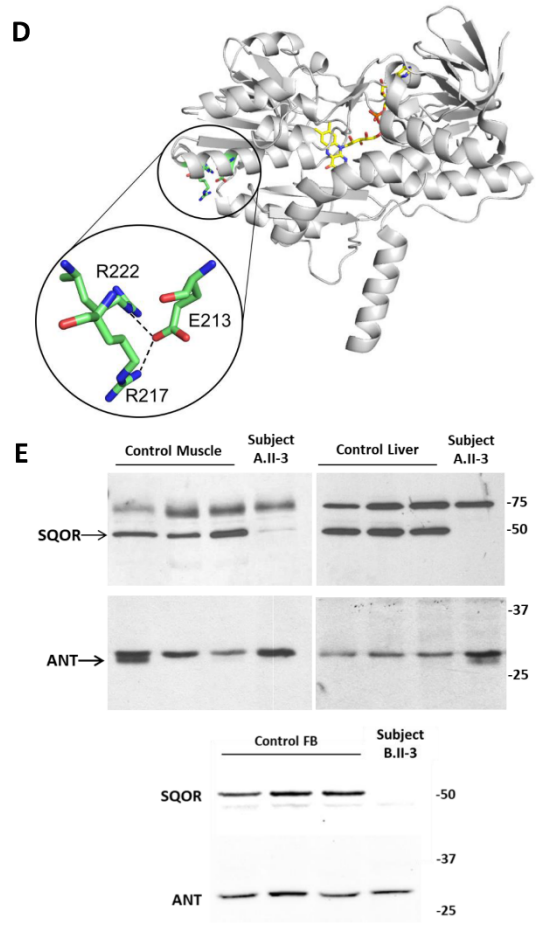 D
R222
E213
R217
E
Control Muscle
Subject
A.II-3
Control Liver
Subject
A.II-3
-75
SQOR
-50
-37
ANT
-25
Control FB
Subject
B.II-3
SQOR
-50
-37
ANT
-25